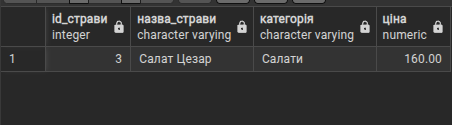 id_страви назва_страви категорія ціна
integer character varying character varying numeric
1 3 Салат Цезар Салати 160.00